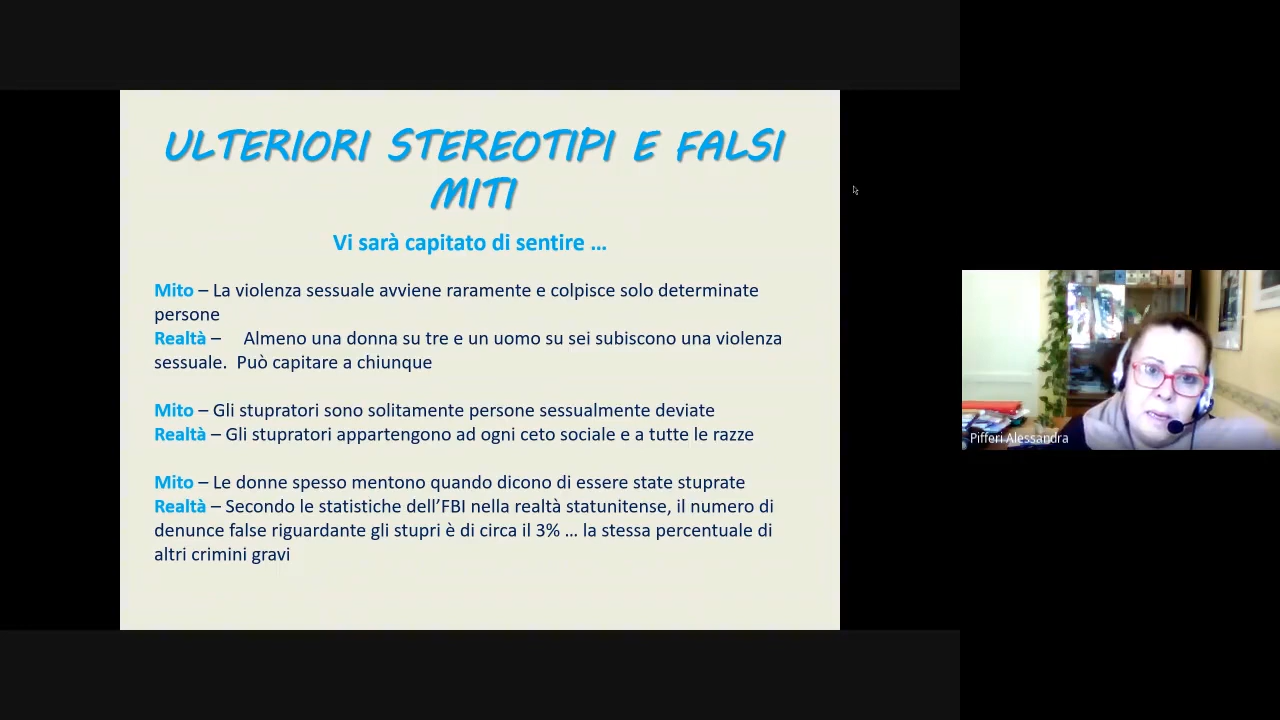 ULTERIORI STEREOTIPI E FALSI
MITI
Vi sarà capitato di sentire ...
Mito – La violenza sessuale avviene raramente e colpisce solo determinate
persone
Realtà – Almeno una donna su tre e un uomo su sei subiscono una violenza
sessuale. Può capitare a chiunque
Mito – Gli stupratori sono solitamente persone sessualmente deviate
Realtà – Gli stupratori appartengono ad ogni ceto sociale e a tutte le razze
Mito – Le donne spesso mentono quando dicono di essere state stuprate
Realtà – Secondo le statistiche dell’FBI nella realtà statunitense, il numero di
denunce false riguardante gli stupri è di circa il 3% ... la stessa percentuale di
altri crimini gravi
Pifferi Alessandra